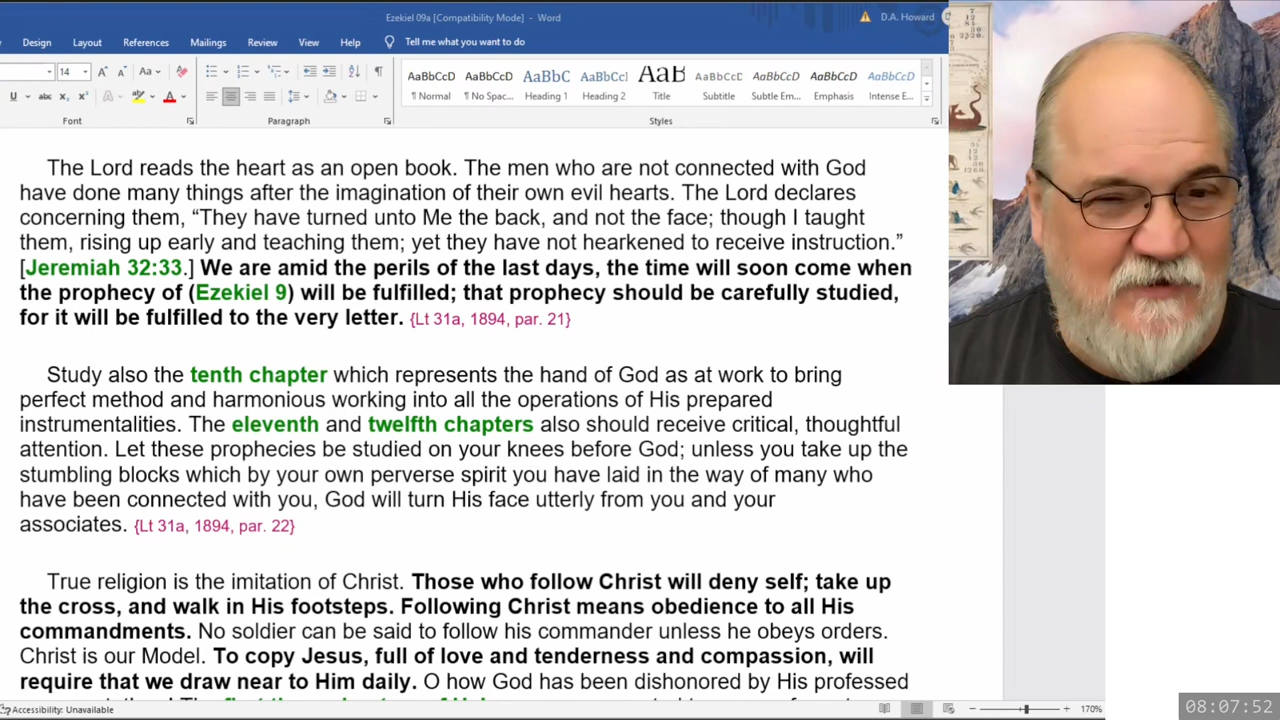 Ezekiel 09a [Compatibility Mode] - Word
D.A. Howard
Design Layout References Mailings Review View Help Tell me what you want to do
14
Aa
AaBbCcD AaBbCcD AaBbC AaBbCcI AaB AaBbCcD AaBbCcD AaBbCcD AaBbCcD
¶ Normal ¶ No Spac... Heading 1 Heading 2 Title Subtitle Subtle Em... Emphasis Intense E...
Font Paragraph Styles
The Lord reads the heart as an open book. The men who are not connected with God
have done many things after the imagination of their own evil hearts. The Lord declares
concerning them, “They have turned unto Me the back, and not the face; though I taught
them, rising up early and teaching them; yet they have not hearkened to receive instruction.”
[Jeremiah 32:33.] We are amid the perils of the last days, the time will soon come when
the prophecy of (Ezekiel 9) will be fulfilled; that prophecy should be carefully studied,
for it will be fulfilled to the very letter. {Lt 31a, 1894, par. 21}
Study also the tenth chapter which represents the hand of God as at work to bring
perfect method and harmonious working into all the operations of His prepared
instrumentalities. The eleventh and twelfth chapters also should receive critical, thoughtful
attention. Let these prophecies be studied on your knees before God; unless you take up the
stumbling blocks which by your own perverse spirit you have laid in the way of many who
have been connected with you, God will turn His face utterly from you and your
associates. {Lt 31a, 1894, par. 22}
True religion is the imitation of Christ. Those who follow Christ will deny self; take up
the cross, and walk in His footsteps. Following Christ means obedience to all His
commandments. No soldier can be said to follow his commander unless he obeys orders.
Christ is our Model. To copy Jesus, full of love and tenderness and compassion, will
require that we draw near to Him daily. O how God has been dishonored by His professed
Accessibility: Unavailable
170%
08:07:52